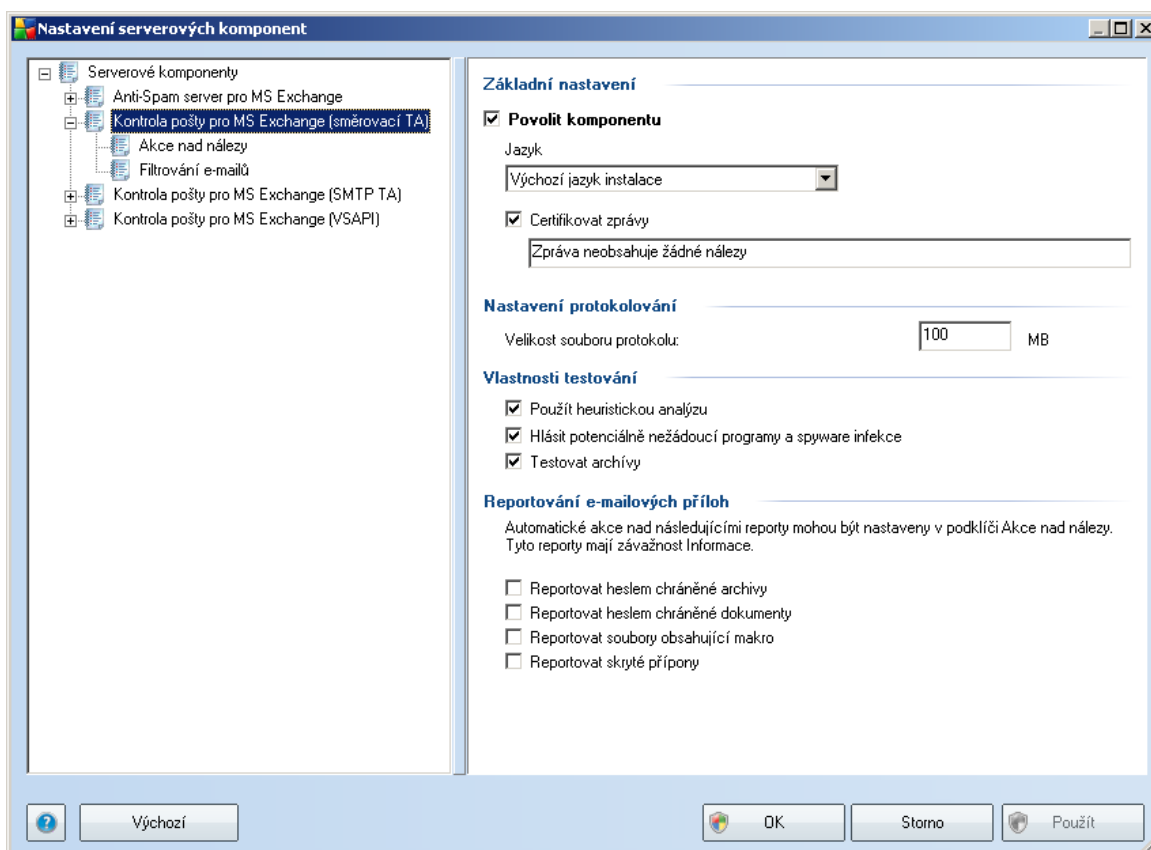 Nastavení serverových komponent
Serverové komponenty
Anti-Spam server pro MS Exchange
Kontrola pošty pro MS Exchange (směrovací TA)
Akce nad nálezy
Filtrování e-mailů
Kontrola pošty pro MS Exchange (SMTP TA)
Kontrola pošty pro MS Exchange (VSAPI)
Základní nastavení
Povolit komponentu
Jazyk
Výchozí jazyk instalace
Certifikovat zprávy
Zpráva neobsahuje žádné nálezy
Nastavení protokolování
Velikost souboru protokolu: 100 MB
Vlastnosti testování
Použít heuristickou analýzu
Hlásit potenciálně nežádoucí programy a spyware infekce
Testovat archívy
Reportování e-mailových příloh
Automatické akce nad následujícími reporty mohou být nastaveny v podklíči Akce nad nálezy.
Tyto reporty mají závažnost Informace.
Reportovat heslem chráněné archivy
Reportovat heslem chráněné dokumenty
Reportovat soubory obsahující makro
Reportovat skryté přípony
Výchozí OK Storno Použít